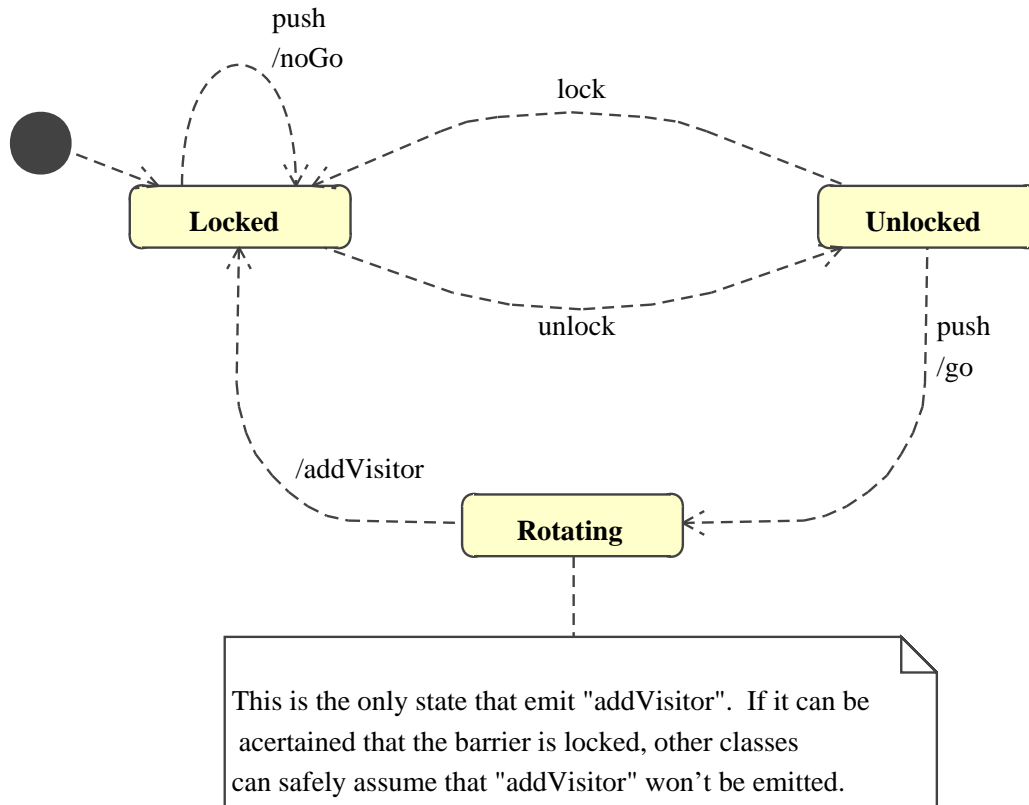 push
/noGo
lock
Locked
Unlocked
unlock
push
/go
/addVisitor
Rotating
This is the only state that emit "addVisitor".  If it can be
acertained that the barrier is locked, other classes
can safely assume that "addVisitor" won't be emitted.